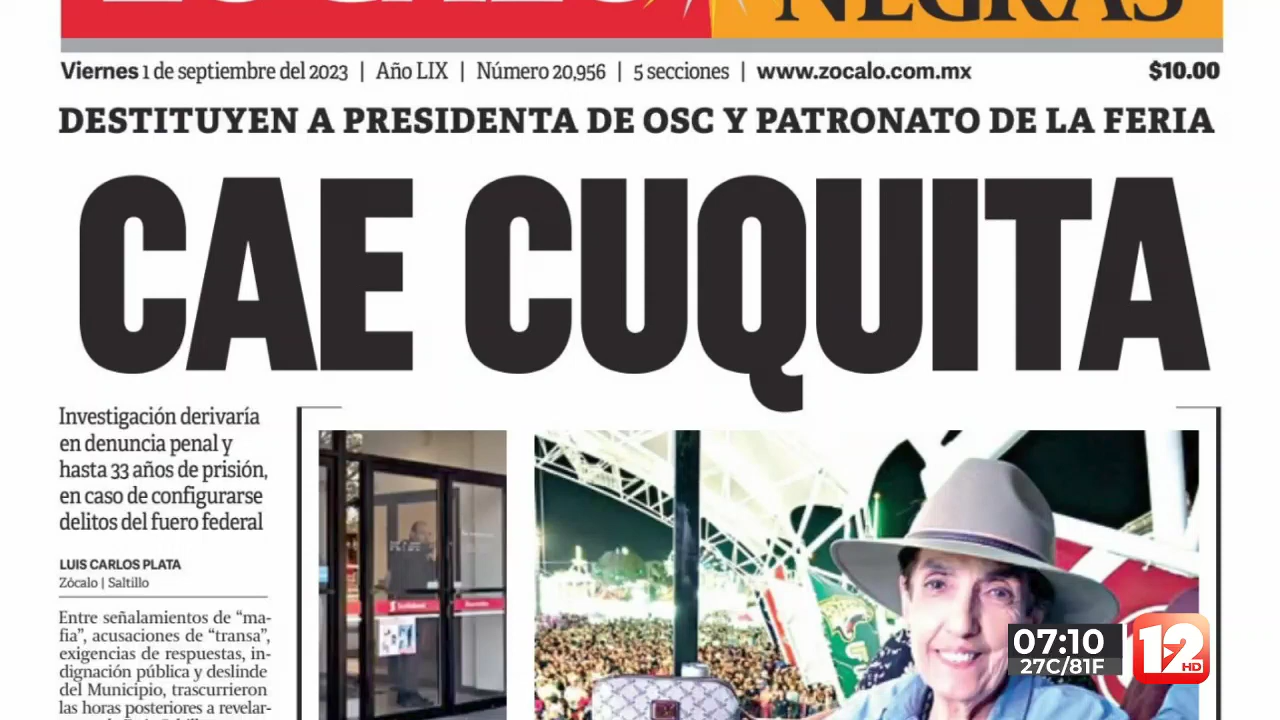 NEGRAS
Viernes 1 de septiembre del 2023 | Año LIX | Número 20,956 | 5 secciones | www.zocalo.com.mx $10.00
DESTITUYEN A PRESIDENTA DE OSC Y PATRONATO DE LA FERIA
CAE CUQUITA
Investigación derivaría
en denuncia penal y
hasta 33 años de prisión,
en caso de configurarse
delitos del fuero federal
LUIS CARLOS PLATA
Zócalo | Saltillo
Entre señalamientos de “ma-
fia”, acusaciones de “transa”,
exigencias de respuestas, in-
dignación pública y deslinde
del Municipio, trascurrieron
las horas posteriores a revelar-
07:10
27C/81F
12
HD